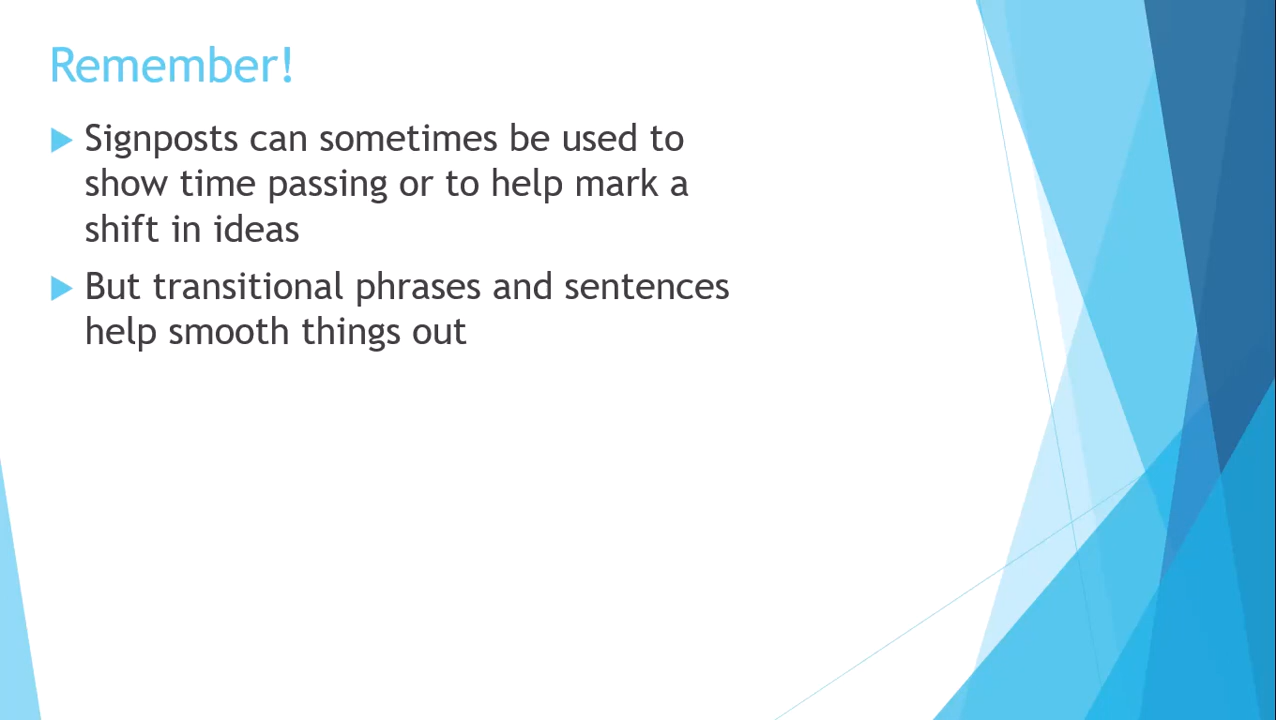 Remember!
Signposts can sometimes be used to
show time passing or to help mark a
shift in ideas
But transitional phrases and sentences
help smooth things out